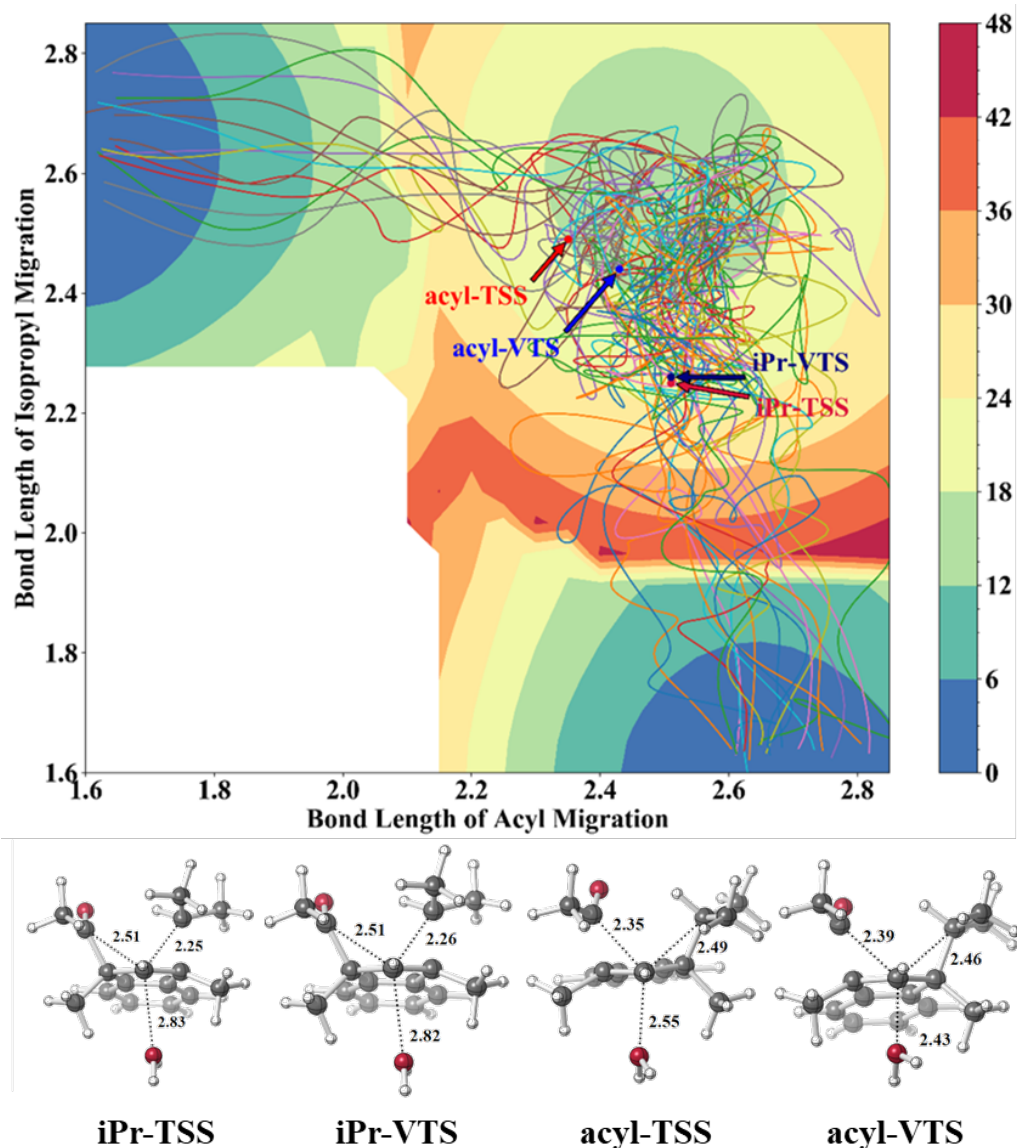 2.8
2.6
2.4
2.2
2.0
1.8
1.6
Bond Length of Isopropyl Migration
1.6 1.8 2.0 2.2 2.4 2.6 2.8
Bond Length of Acyl Migration
acyl-TSS
acyl-VTS
iPr-VTS
iPr-TSS
48
42
36
30
24
18
12
6
0
2.51 2.25 2.83
2.51 2.26 2.82
2.35 2.49 2.55
2.39 2.46 2.43
iPr-TSS iPr-VTS acyl-TSS acyl-VTS